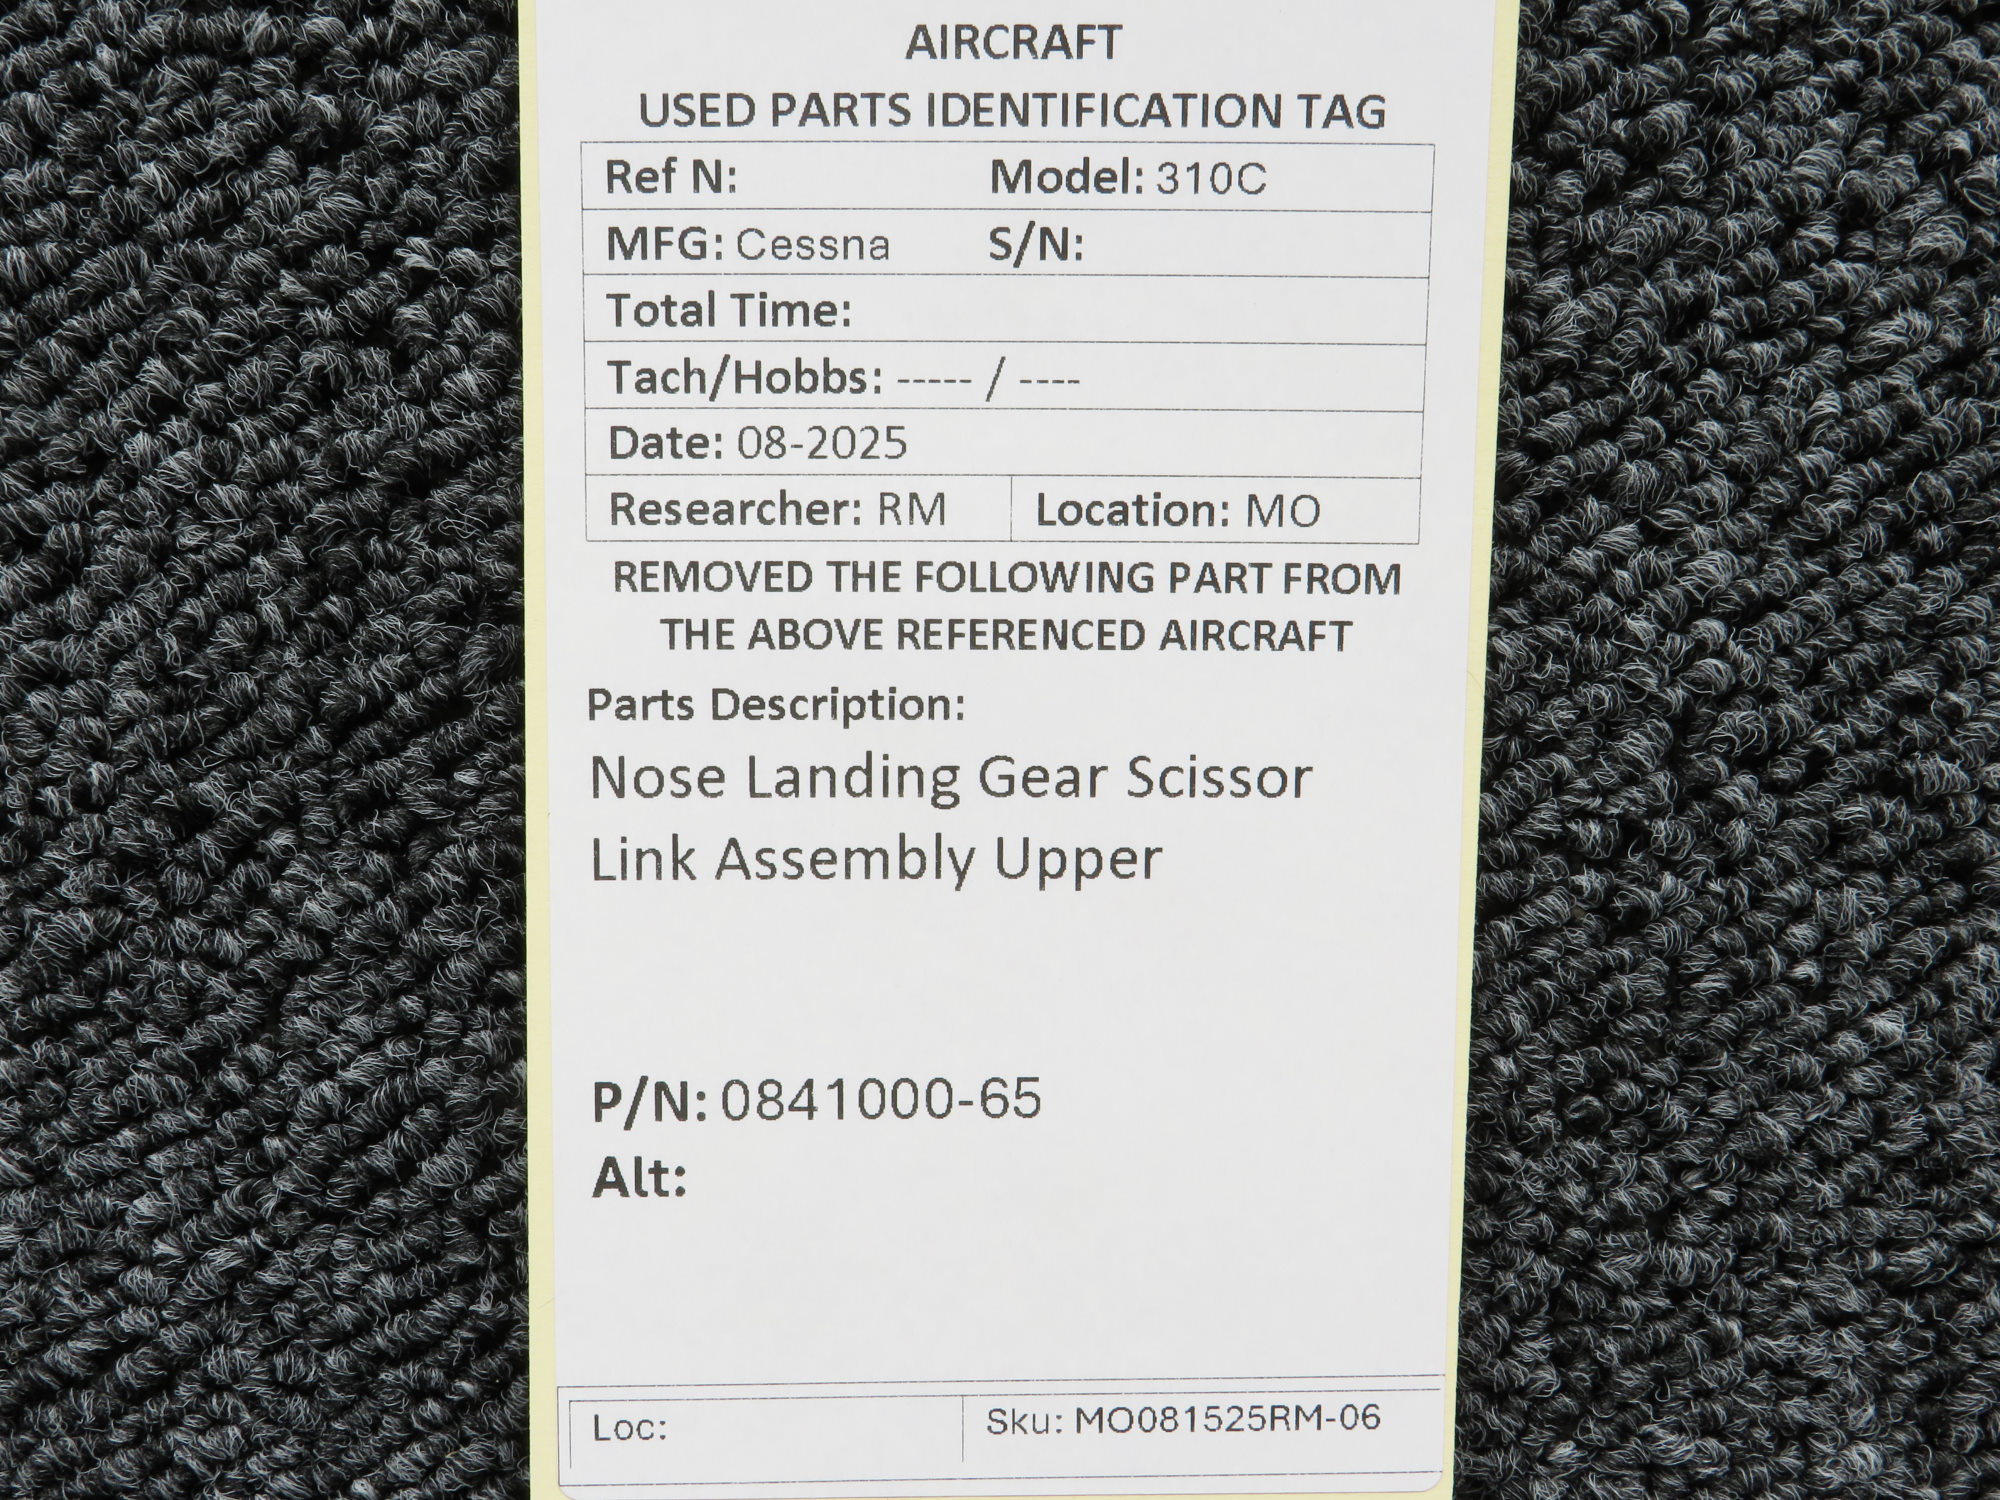 AIRCRAFT
USED PARTS IDENTIFICATION TAG
Ref N: Model: 310C
MFG: Cessna S/N:
Total Time:
Tach/Hobbs: ----- / ----
Date: 08-2025
Researcher: RM Location: MO
REMOVED THE FOLLOWING PART FROM
THE ABOVE REFERENCED AIRCRAFT
Parts Description:
Nose Landing Gear Scissor
Link Assembly Upper
P/N: 0841000-65
Alt:
Loc: Sku: MO081525RM-06